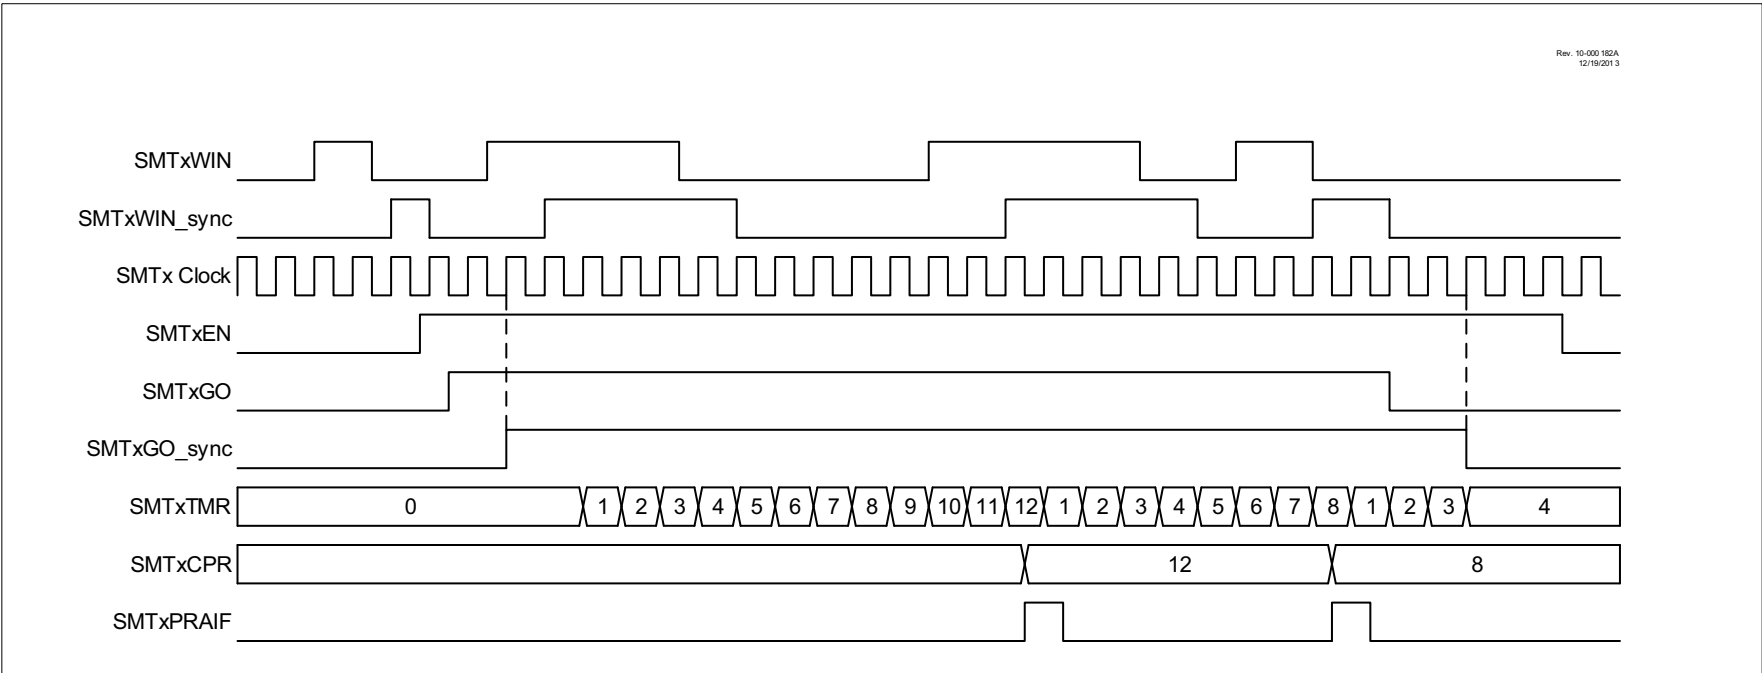 Rev. 10-000 182A
12/19/201 3
SMTxWIN
SMTxWIN_sync
SMTx Clock
SMTxEN
SMTxGO
SMTxGO_sync
SMTxTMR 0 1 2 3 4 5 6 7 8 9 10 11 12 1 2 3 4 5 6 7 8 1 2 3 4
SMTxCPR 12 8
SMTxPRAIF